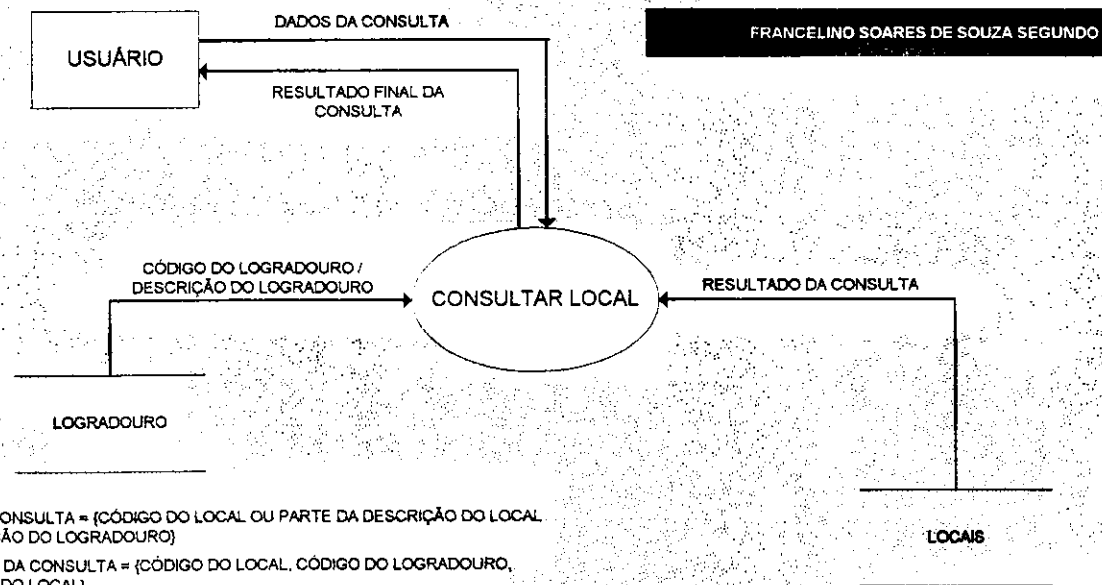 DADOS DA CONSULTA
FRANCELINO SOARES DE SOUZA SEGUNDO
USUÁRIO
RESULTADO FINAL DA
CONSULTA
CÓDIGO DO LOGRADOURO /
DESCRIÇÃO DO LOGRADOURO
CONSULTAR LOCAL
RESULTADO DA CONSULTA
LOGRADOURO
CONSULTA = {CÓDIGO DO LOCAL OU PARTE DA DESCRIÇÃO DO LOCAL
ÃO DO LOGRADOURO}
DA CONSULTA = {CÓDIGO DO LOCAL, CÓDIGO DO LOGRADOURO,
DO LOCAL}
LOCAIS